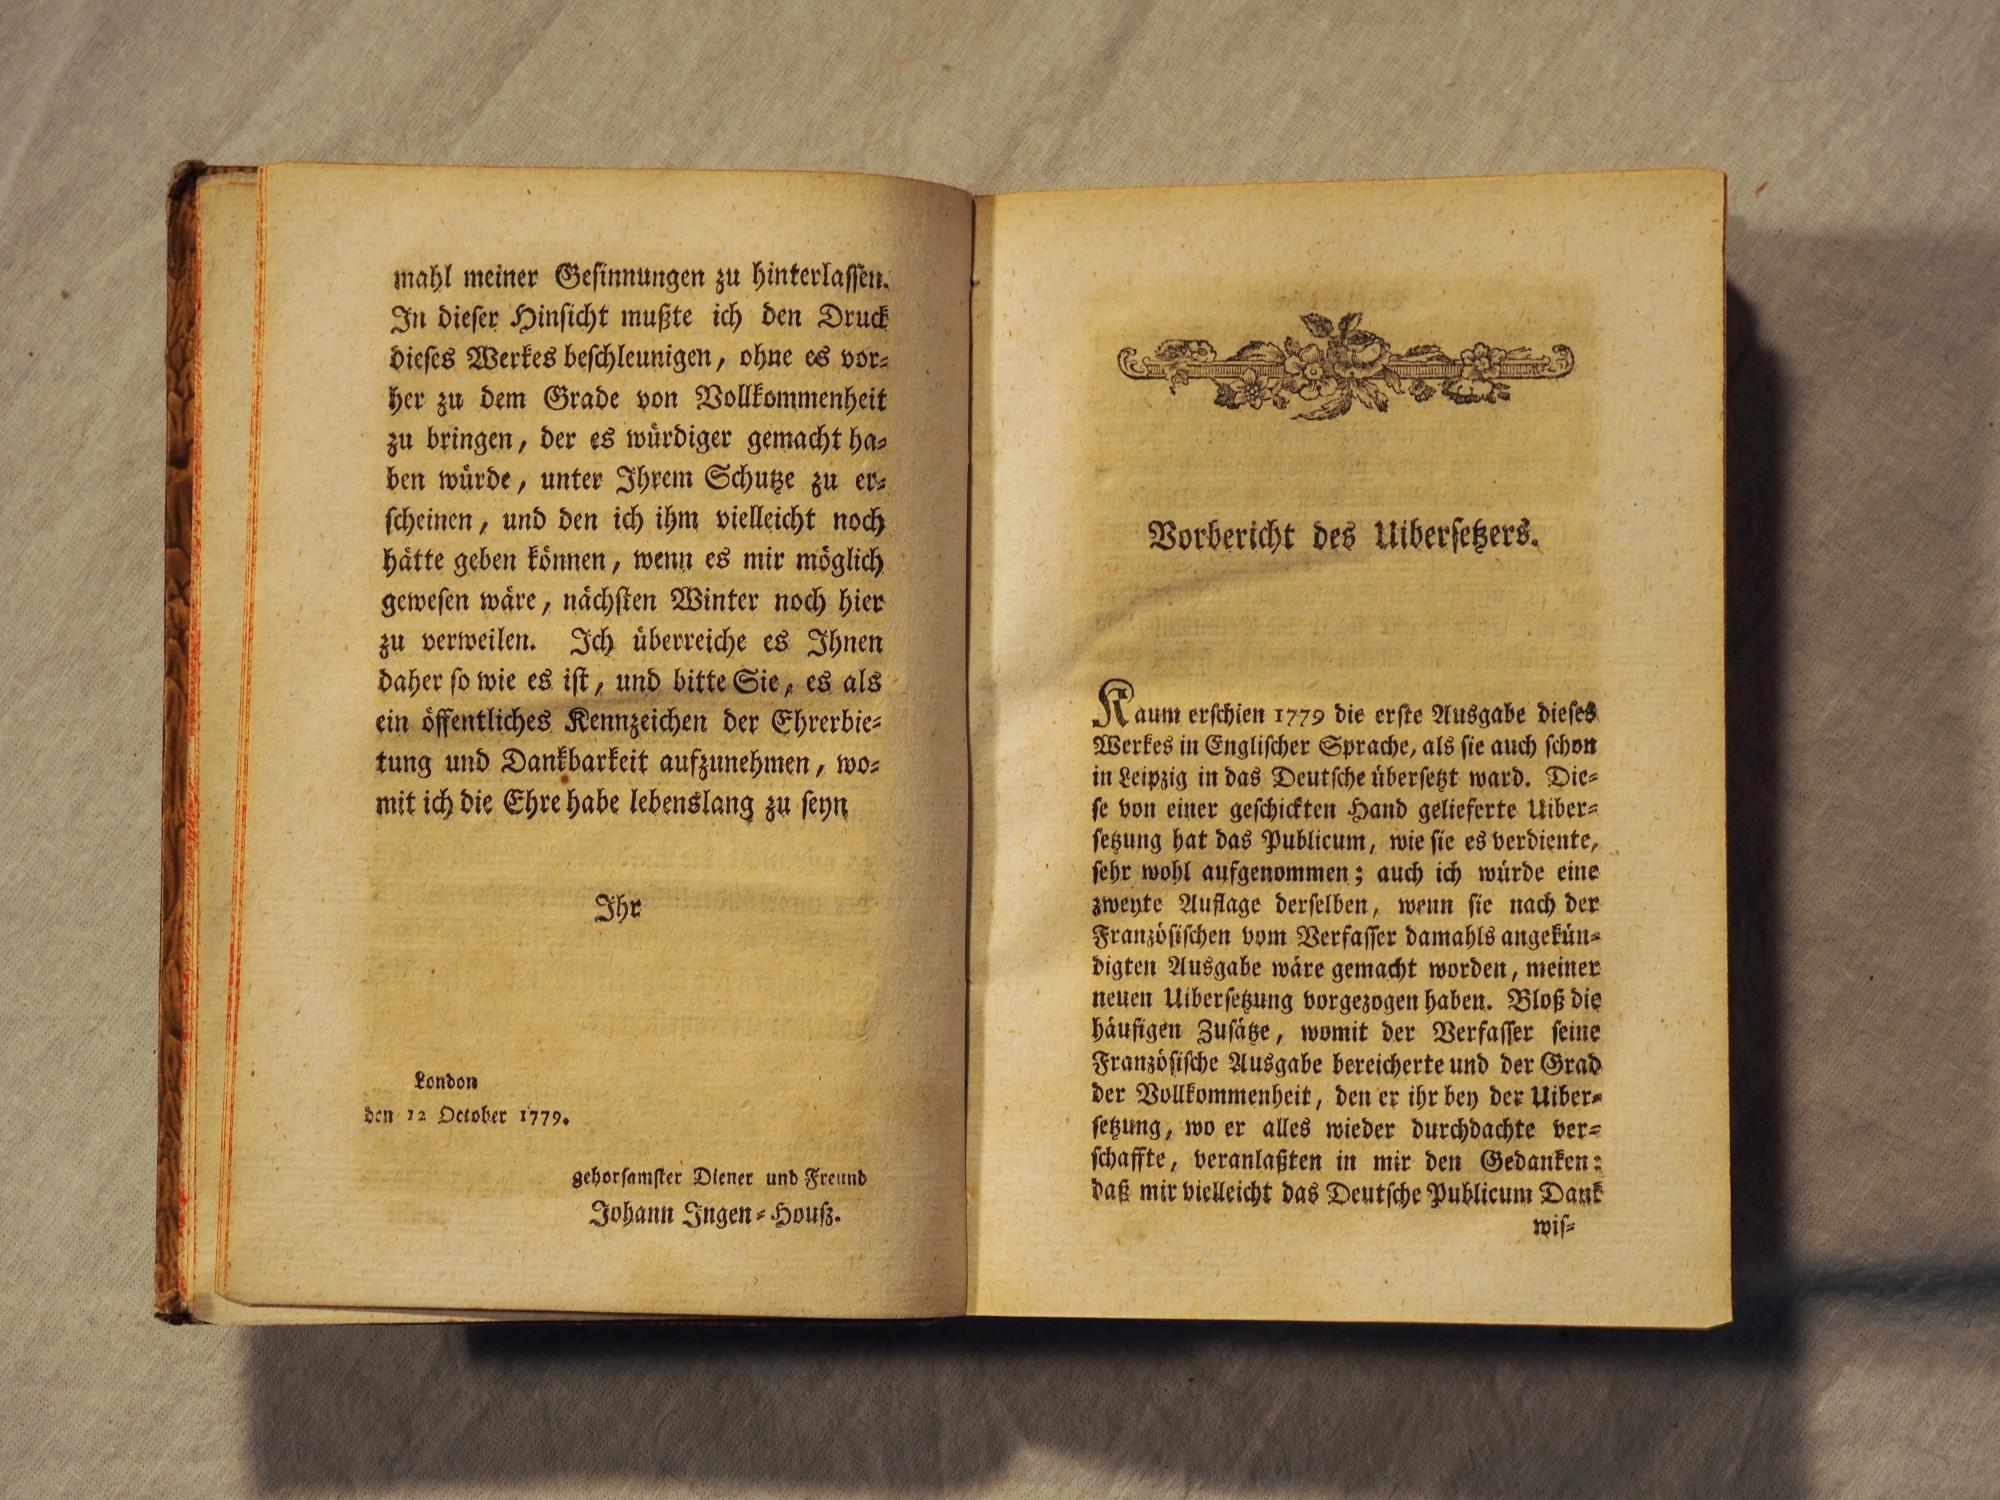 mahl meiner Gesinnungen zu hinterlassen.
In dieser Hinsicht mußte ich den Druck
dieses Werkes beschleunigen, ohne es vor-
her zu dem Grade von Vollkommenheit
zu bringen, der es würdiger gemacht ha-
ben würde, unter Ihrem Schutze zu er-
scheinen, und den ich ihm vielleicht noch
hätte geben können, wenn es mir möglich
gewesen wäre, nächsten Winter noch hier
zu verweilen. Ich überreiche es Ihnen
daher so wie es ist, und bitte Sie, es als
ein öffentliches Kennzeichen der Ehrerbie-
tung und Dankbarkeit aufzunehmen, wo-
mit ich die Ehre habe lebenslang zu seyn
Ihr
London
den 12 October 1779.
gehorsamster Diener und Freund
Johann Ingen-Housz.
Vorbericht des Uibersetzers.
Kaum erschien 1779 die erste Ausgabe dieses
Werkes in Englischer Sprache, als sie auch schon
in Leipzig in das Deutsche übersetzt ward. Die-
se von einer geschickten Hand gelieferte Uiber-
setzung hat das Publicum, wie sie es verdiente,
sehr wohl aufgenommen; auch ich würde eine
zweyte Auflage derselben, wenn sie nach der
Französischen vom Verfasser damahls angekün-
digten Ausgabe wäre gemacht worden, meiner
neuen Uibersetzung vorgezogen haben. Bloß die
häufigen Zusätze, womit der Verfasser seine
Französische Ausgabe bereicherte und der Grad
der Vollkommenheit, den er ihr bey der Uiber-
setzung, wo er alles wieder durchdachte ver-
schaffte, veranlaßten in mir den Gedanken:
daß mir vielleicht das Deutsche Publicum Dank
wis-